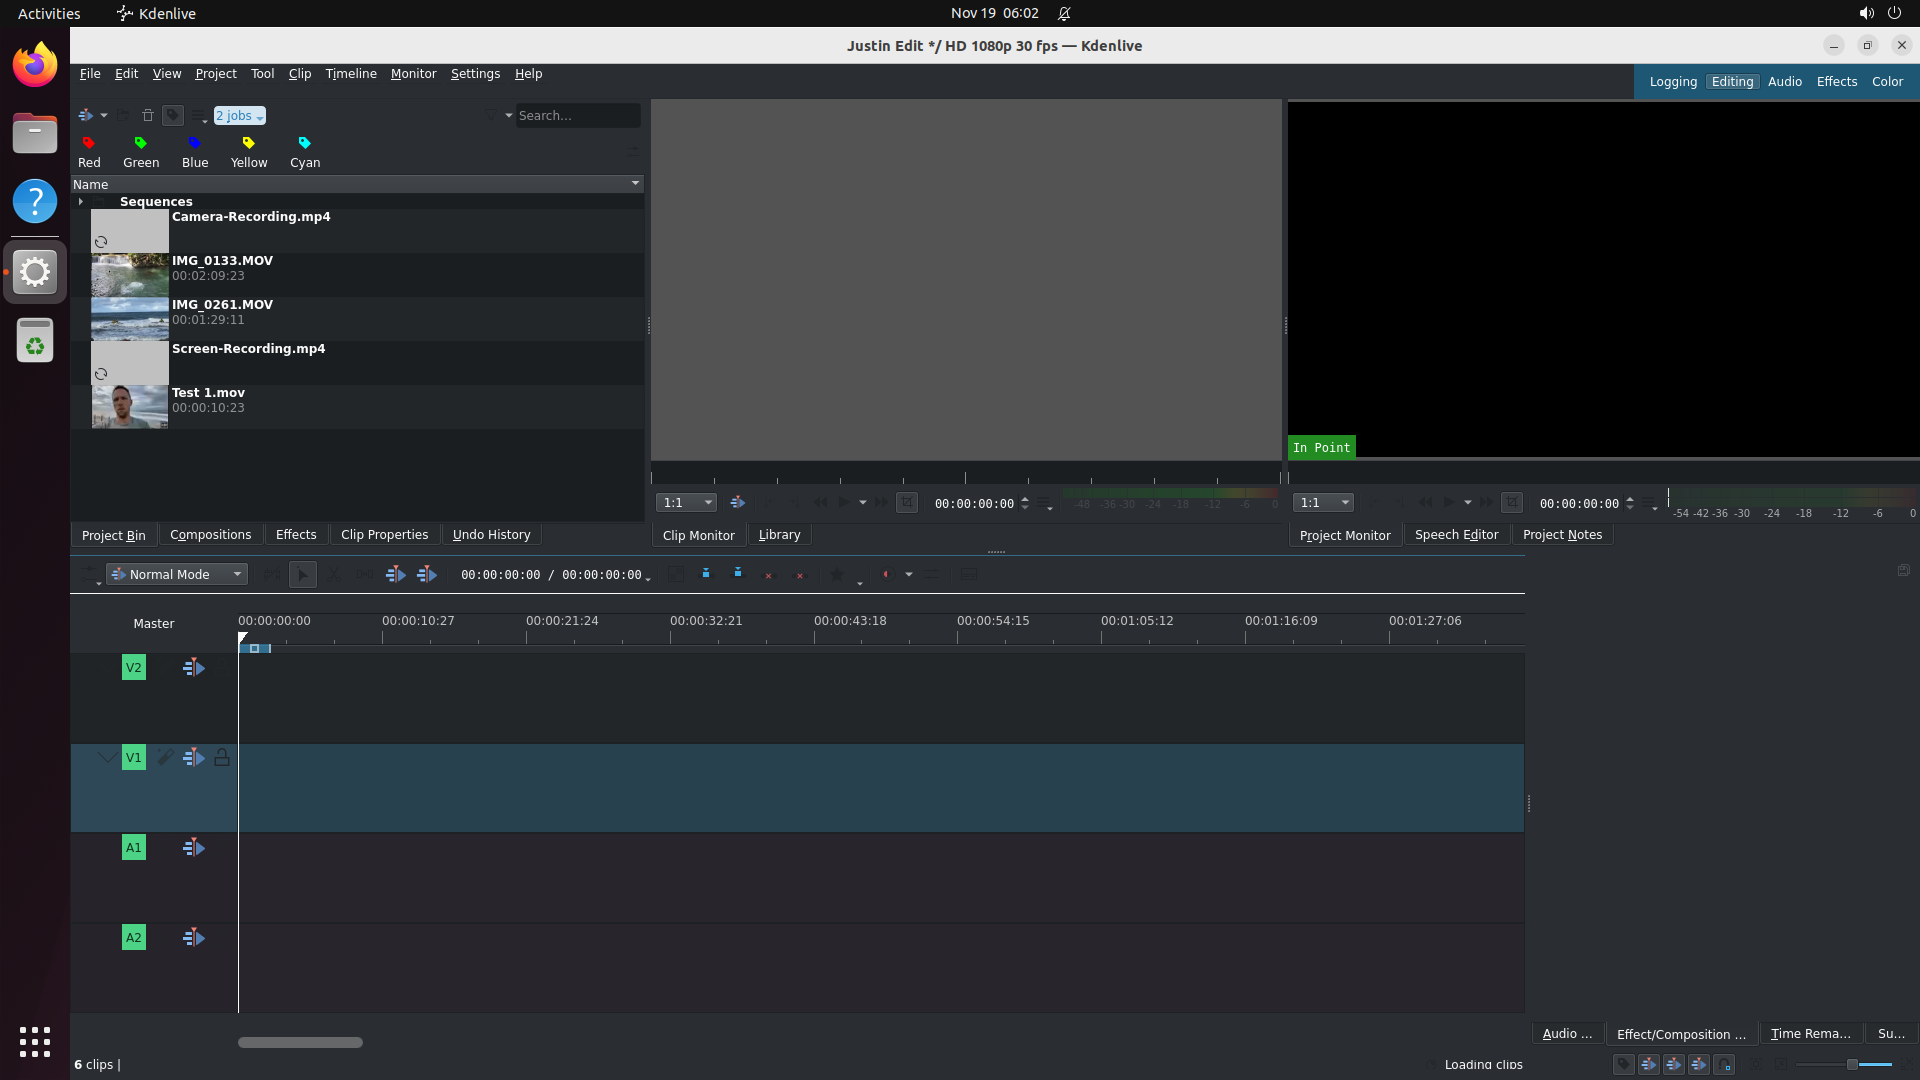 Activities
Kdenlive
Nov 19 06:02
Justin Edit */ HD 1080p 30 fps — Kdenlive
File Edit View Project Tool Clip Timeline Monitor Settings Help
Logging Editing Audio Effects Color
2 jobs
Search...
Red Green Blue Yellow Cyan
Name
Sequences
Camera-Recording.mp4
IMG_0133.MOV
00:02:09:23
IMG_0261.MOV
00:01:29:11
Screen-Recording.mp4
Test 1.mov
00:00:10:23
In Point
1:1
00:00:00:00
-48 -36 -30 -24 -18 -12 -6 0
1:1
00:00:00:00
-54 -42 -36 -30 -24 -18 -12 -6 0
Project Bin Compositions Effects Clip Properties Undo History
Clip Monitor Library
Project Monitor Speech Editor Project Notes
Normal Mode
00:00:00:00 / 00:00:00:00
Master
00:00:00:00 00:00:10:27 00:00:21:24 00:00:32:21 00:00:43:18 00:00:54:15 00:01:05:12 00:01:16:09 00:01:27:06
V2
V1
A1
A2
Audio ... Effect/Composition ... Time Rema... Su...
6 clips |
Loading clips